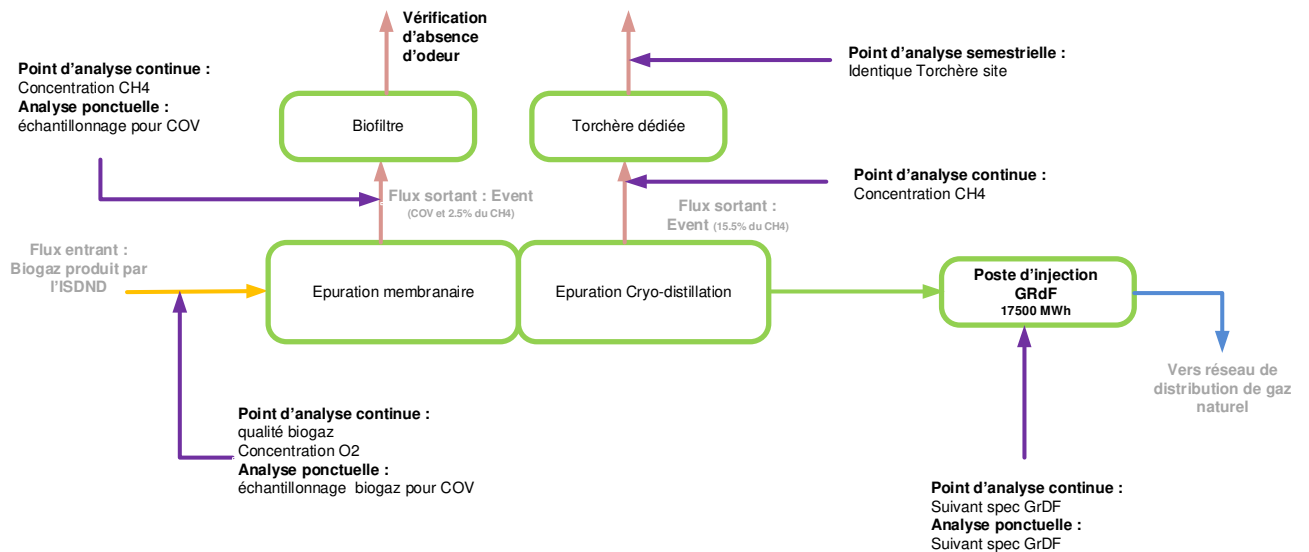 Vérification
d'absence
d'odeur
Point d'analyse continue :
Concentration CH4
Analyse ponctuelle :
échantillonnage pour COV
Point d'analyse semestrielle :
Identique Torchère site
Biofiltre
Torchère dédiée
Point d'analyse continue :
Concentration CH4
Flux sortant : Event
(COV et 2.5% du CH4)
Flux sortant :
Event (15.5% du CH4)
Flux entrant :
Biogaz produit par
l'ISDND
Epuration membranaire
Epuration Cryo-distillation
Poste d'injection
GRdF
17500 MWh
Vers réseau de
distribution de gaz
naturel
Point d'analyse continue :
qualité biogaz
Concentration O2
Analyse ponctuelle :
échantillonnage  biogaz pour COV
Point d'analyse continue :
Suivant spec GrDF
Analyse ponctuelle :
Suivant spec GrDF